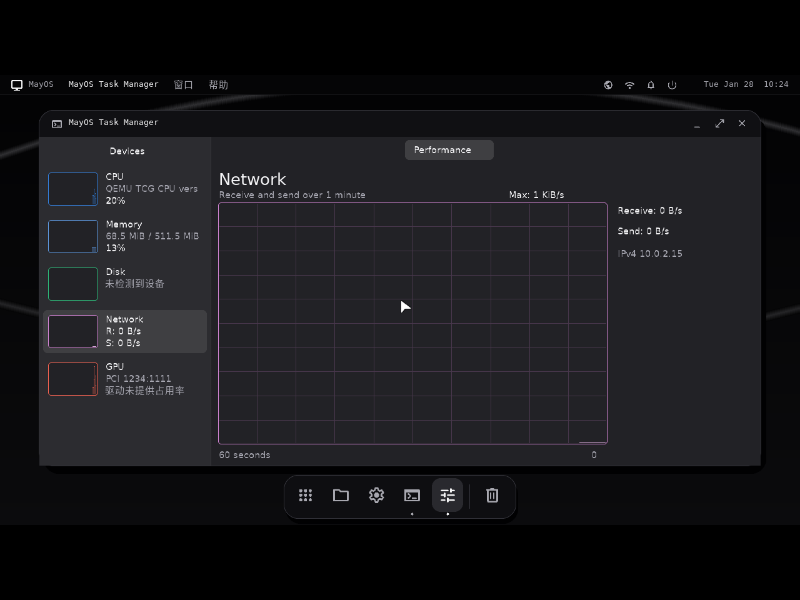 MayOS MayOS Task Manager 窗口 帮助 Tue Jan 28 10:24
MayOS Task Manager
Devices
Performance
CPU
QEMU TCG CPU vers
20%
Memory
68.5 MiB / 511.5 MiB
13%
Disk
未检测到设备
Network
R: 0 B/s
S: 0 B/s
GPU
PCI 1234:1111
驱动未提供占用率
Network
Receive and send over 1 minute
Max: 1 KiB/s
Receive: 0 B/s
Send: 0 B/s
IPv4 10.0.2.15
60 seconds
0